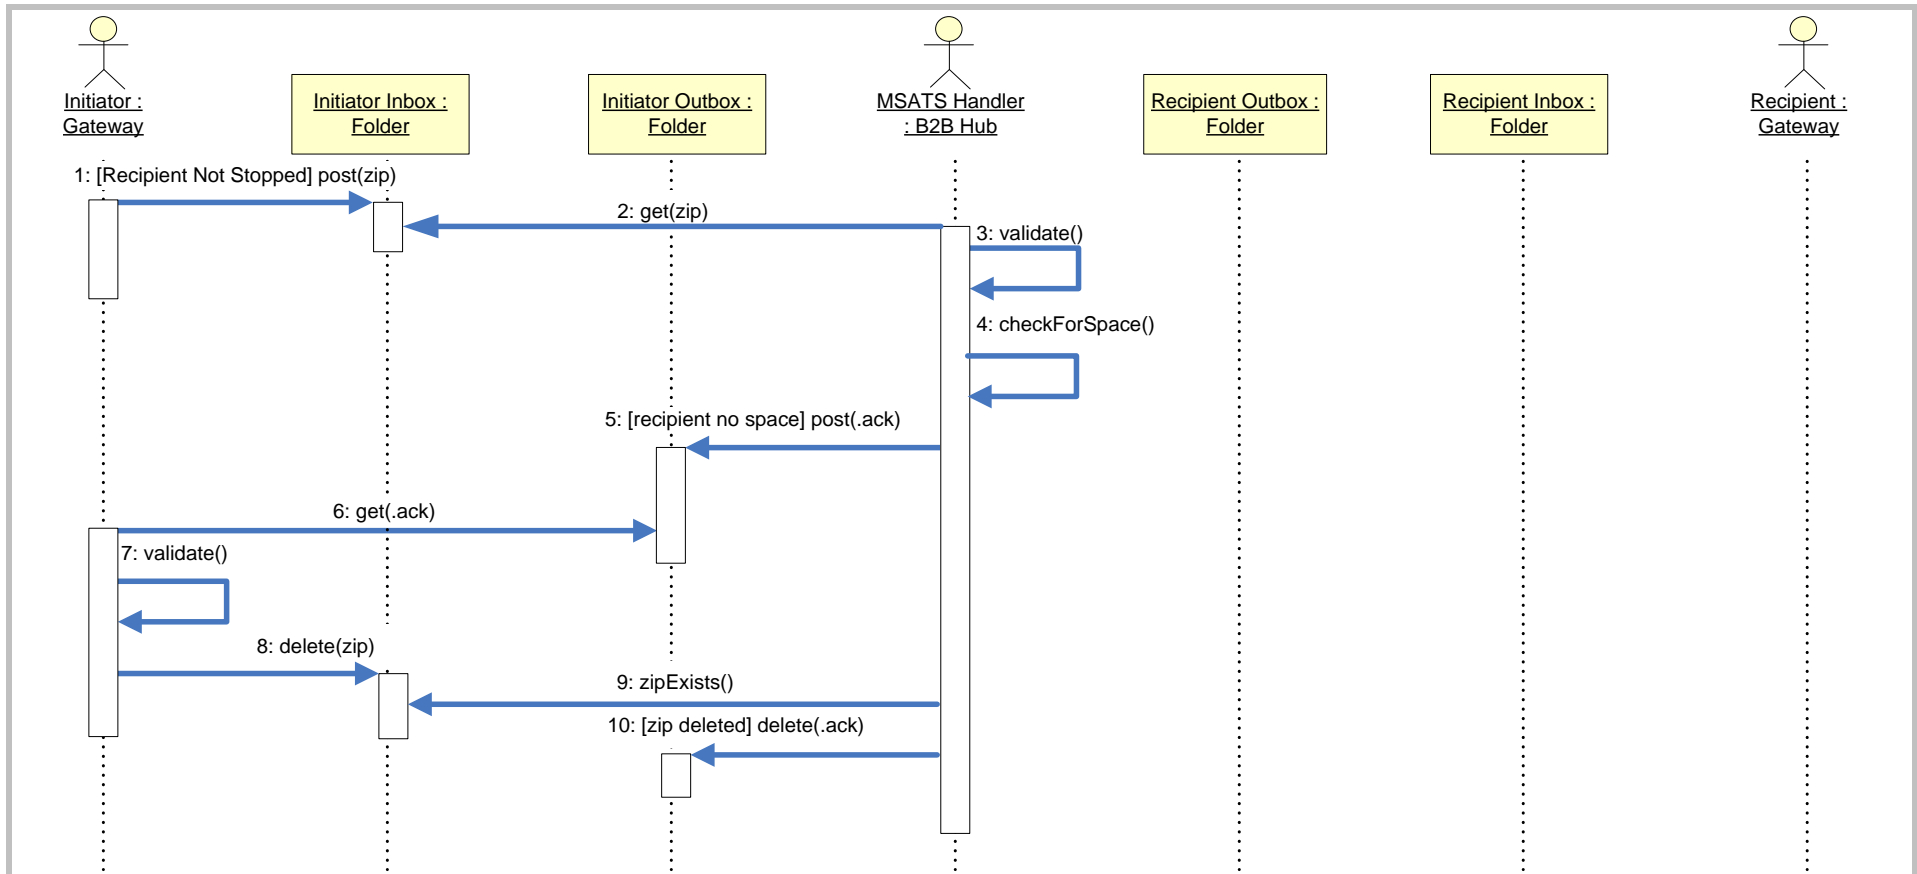 Initiator :
Gateway
Initiator Inbox :
Folder
Initiator Outbox :
Folder
MSATS Handler
: B2B Hub
Recipient Outbox :
Folder
Recipient Inbox :
Folder
Recipient :
Gateway
1: [Recipient Not Stopped] post(zip)
2: get(zip)
3: validate()
4: checkForSpace()
5: [recipient no space] post(.ack)
6: get(.ack)
7: validate()
8: delete(zip)
9: zipExists()
10: [zip deleted] delete(.ack)